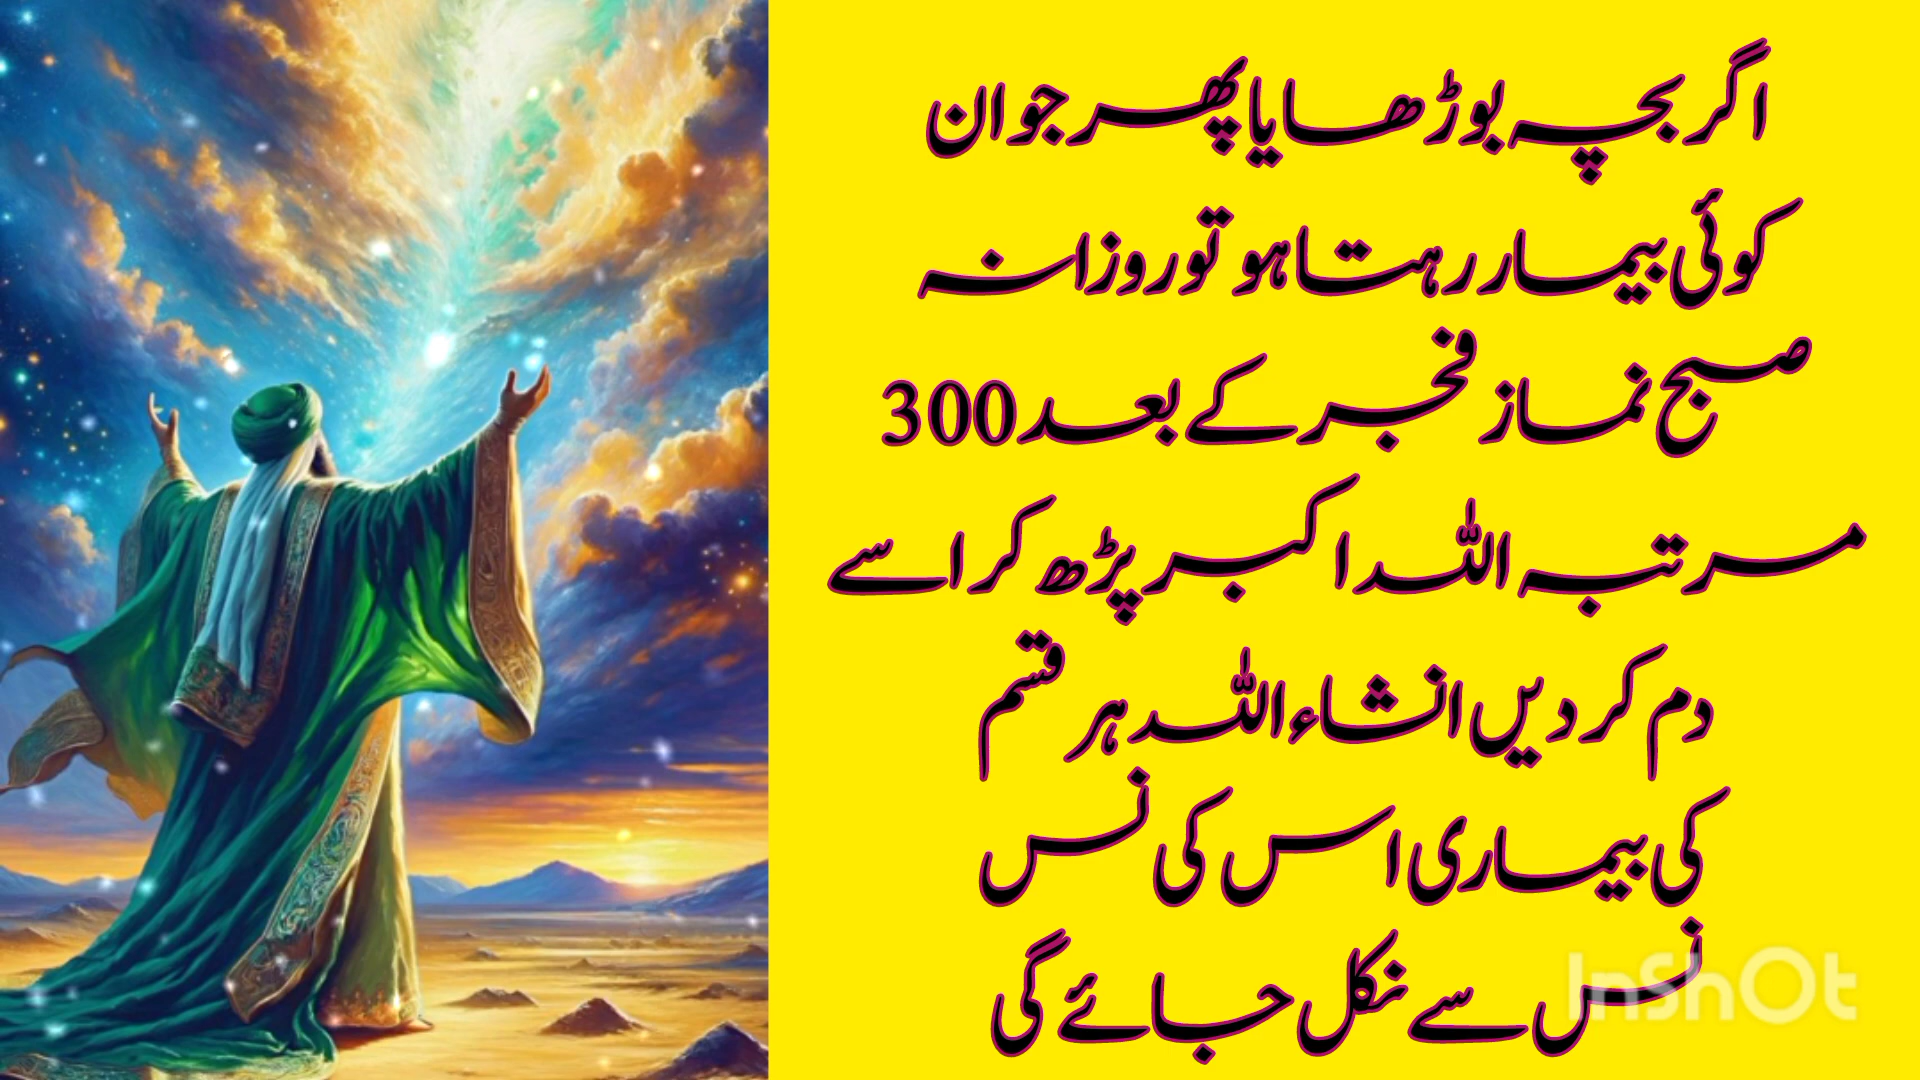 اگر بچہ بوڑھا یا پھر جوان
کوئی بیمار رہتا ہو تو روزانہ
صبح نماز فجر کے بعد 300
مرتبہ اللہ اکبر پڑھ کر اسے
دم کر دیں انشاء اللہ ہر قسم
کی بیماری اس کی نس
نس سے نکل جائے گی
InShOt